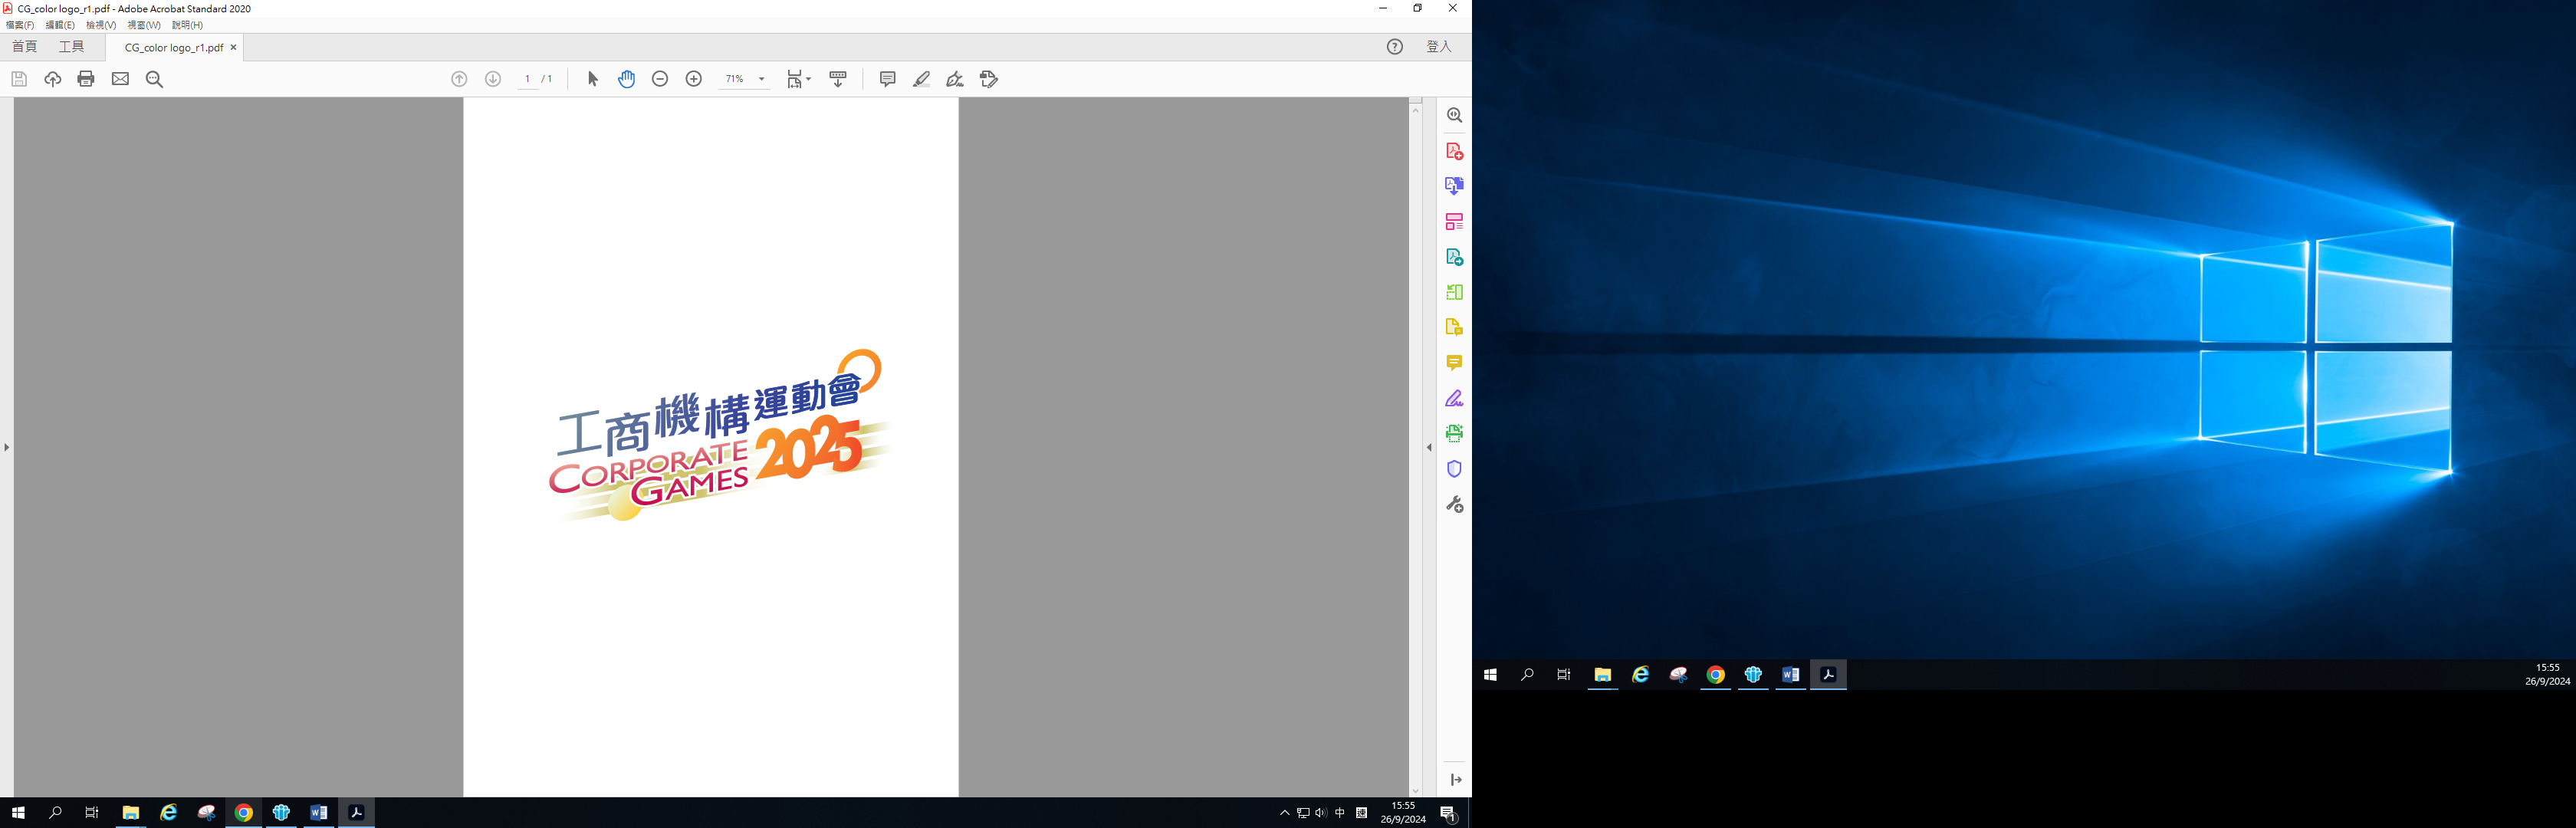 CG_color logo_r1.pdf - Adobe Acrobat Standard 2020
檔案(F) 編輯(E) 檢視(V) 視窗(W) 說明(H)
首頁 工具 CG_color logo_r1.pdf × 登入
1 / 1 71%
工商機構運動會
CORPORATE
GAMES
2025
15:55
26/9/2024
中
1
15:55
26/9/2024